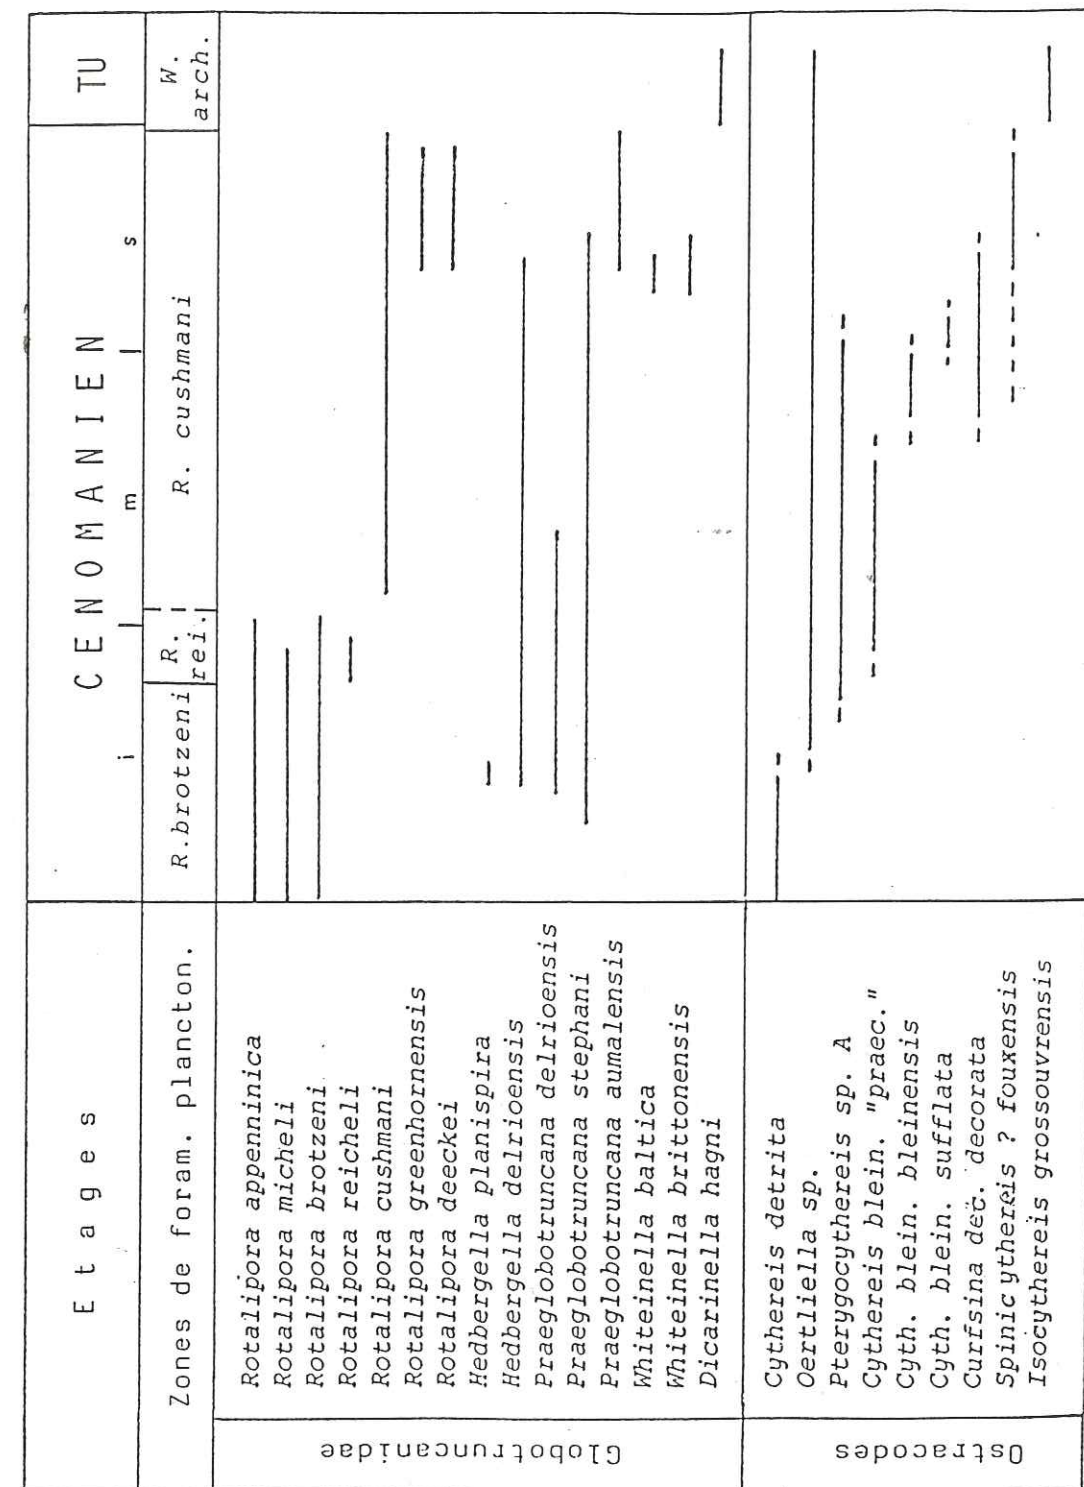 Etages
CENOMANIEN
TU
i
m
s
Zones de foram. plancton.
R.brotzeni
R.
rei.
R. cushmani
W.
arch.
Globotruncanidae
Rotalipora appenninica
Rotalipora micheli
Rotalipora brotzeni
Rotalipora reicheli
Rotalipora cushmani
Rotalipora greenhornensis
Rotalipora deeckei
Hedbergella planispira
Hedbergella delrioensis
Praeglobotruncana delrioensis
Praeglobotruncana stephani
Praeglobotruncana aumalensis
Whiteinella baltica
Whiteinella brittonensis
Dicarinella hagni
Ostracodes
Cythereis detrita
Oertliella sp.
Pterygocythereis sp. A
Cythereis blein. "praec."
Cyth. blein. bleinensis
Cyth. blein. sufflata
Curfsina dec. decorata
Spinicythereis ? fouxensis
Isocythereis grossouvrensis